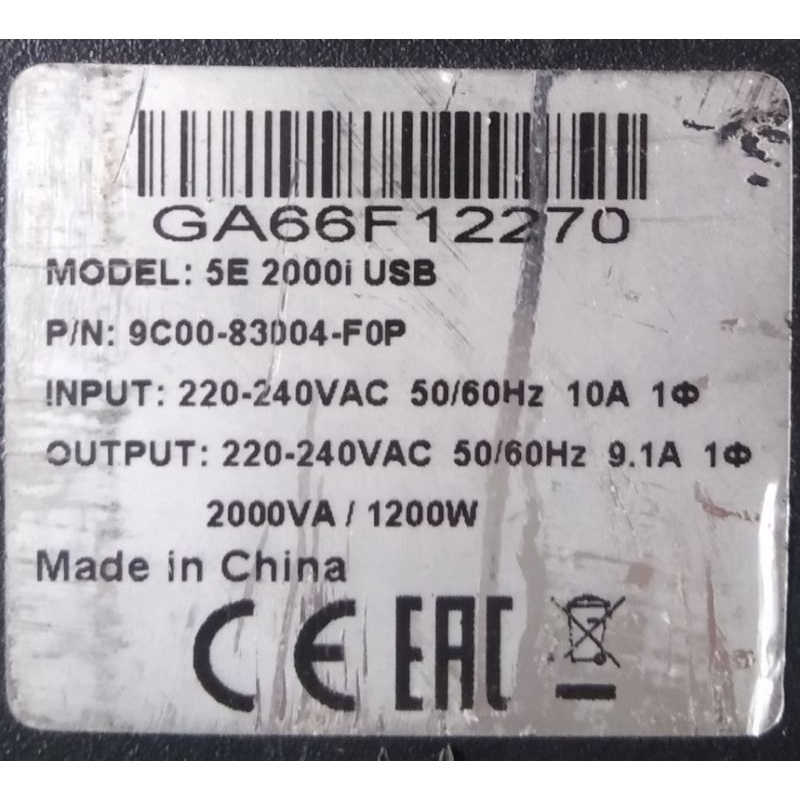 GA66F12270
MODEL: 5E 2000i USB
P/N: 9C00-83004-F0P
INPUT: 220-240VAC 50/60Hz 10A 1Φ
OUTPUT: 220-240VAC 50/60Hz 9.1A 1Φ
2000VA / 1200W
Made in China
CE EAC